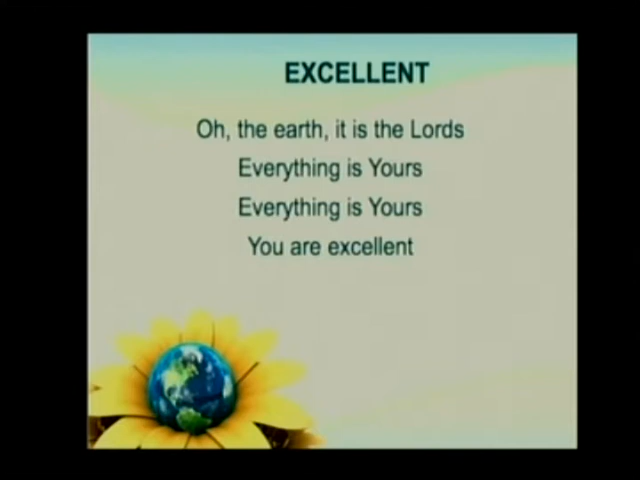 EXCELLENT
Oh, the earth, it is the Lords
Everything is Yours
Everything is Yours
You are excellent